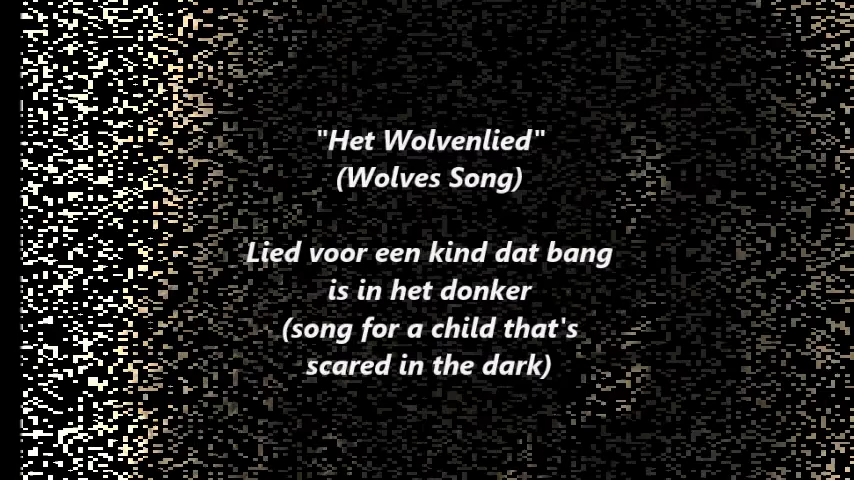 "Het Wolvenlied"
(Wolves Song)
Lied voor een kind dat bang
is in het donker
(song for a child that's
scared in the dark)